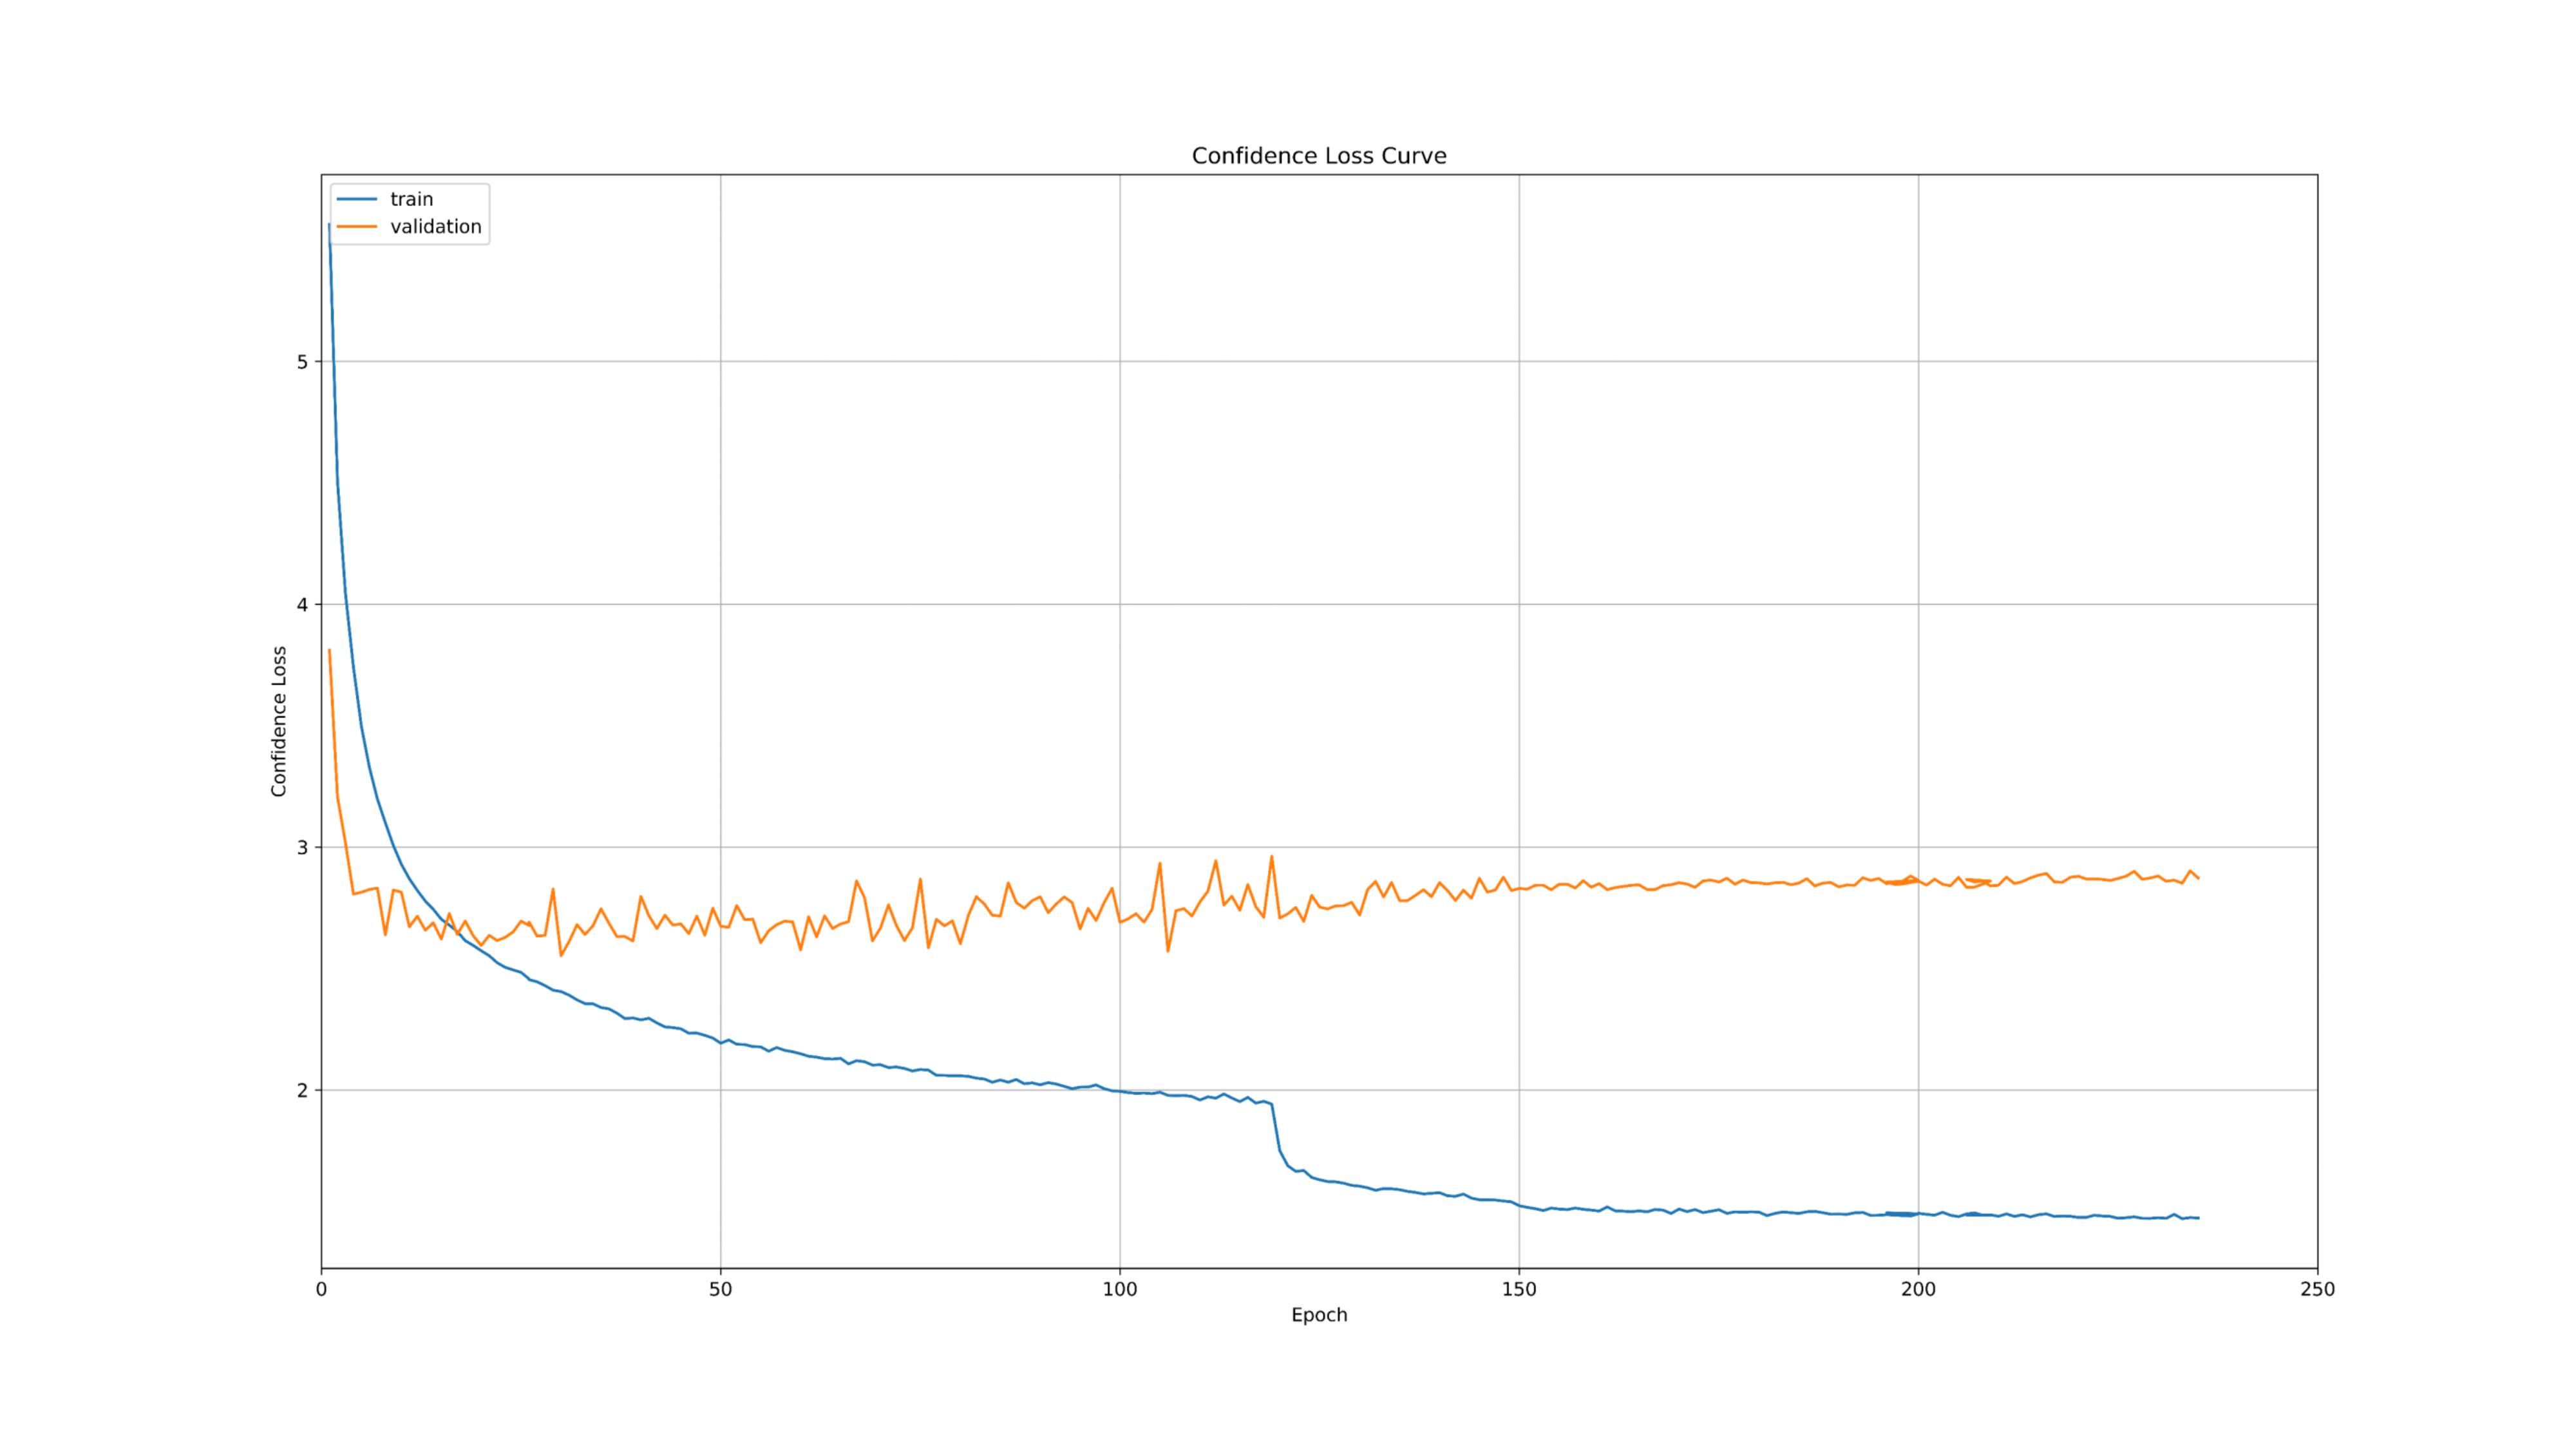 Confidence Loss Curve
train
validation
5
4
3
2
Confidence Loss
0 50 100 150 200 250
Epoch